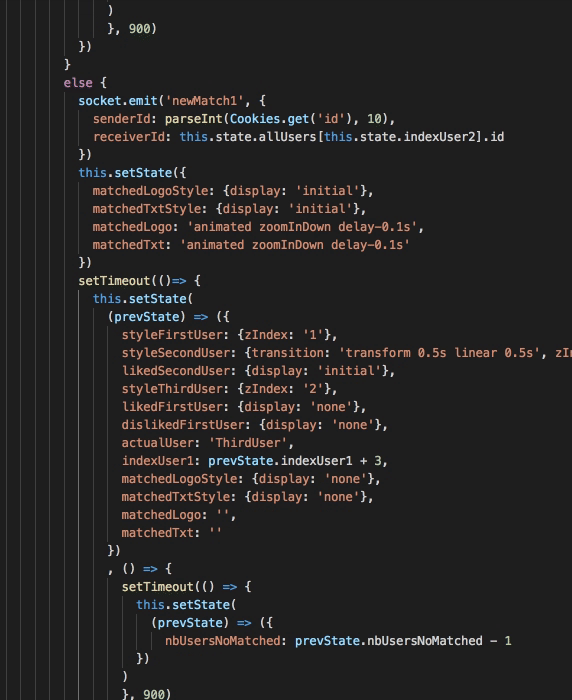 )
}, 900)
})
}
else {
socket.emit('newMatch1', {
senderId: parseInt(Cookies.get('id'), 10),
receiverId: this.state.allUsers[this.state.indexUser2].id
})
this.setState({
matchedLogoStyle: {display: 'initial'},
matchedTxtStyle: {display: 'initial'},
matchedLogo: 'animated zoomInDown delay-0.1s',
matchedTxt: 'animated zoomInDown delay-0.1s'
})
setTimeout(()=> {
this.setState(
(prevState) => ({
styleFirstUser: {zIndex: '1'},
styleSecondUser: {transition: 'transform 0.5s linear 0.5s', zI
likedSecondUser: {display: 'initial'},
styleThirdUser: {zIndex: '2'},
likedFirstUser: {display: 'none'},
dislikedFirstUser: {display: 'none'},
actualUser: 'ThirdUser',
indexUser1: prevState.indexUser1 + 3,
matchedLogoStyle: {display: 'none'},
matchedTxtStyle: {display: 'none'},
matchedLogo: '',
matchedTxt: ''
})
, () => {
setTimeout(() => {
this.setState(
(prevState) => ({
nbUsersNoMatched: prevState.nbUsersNoMatched - 1
})
)
}, 900)